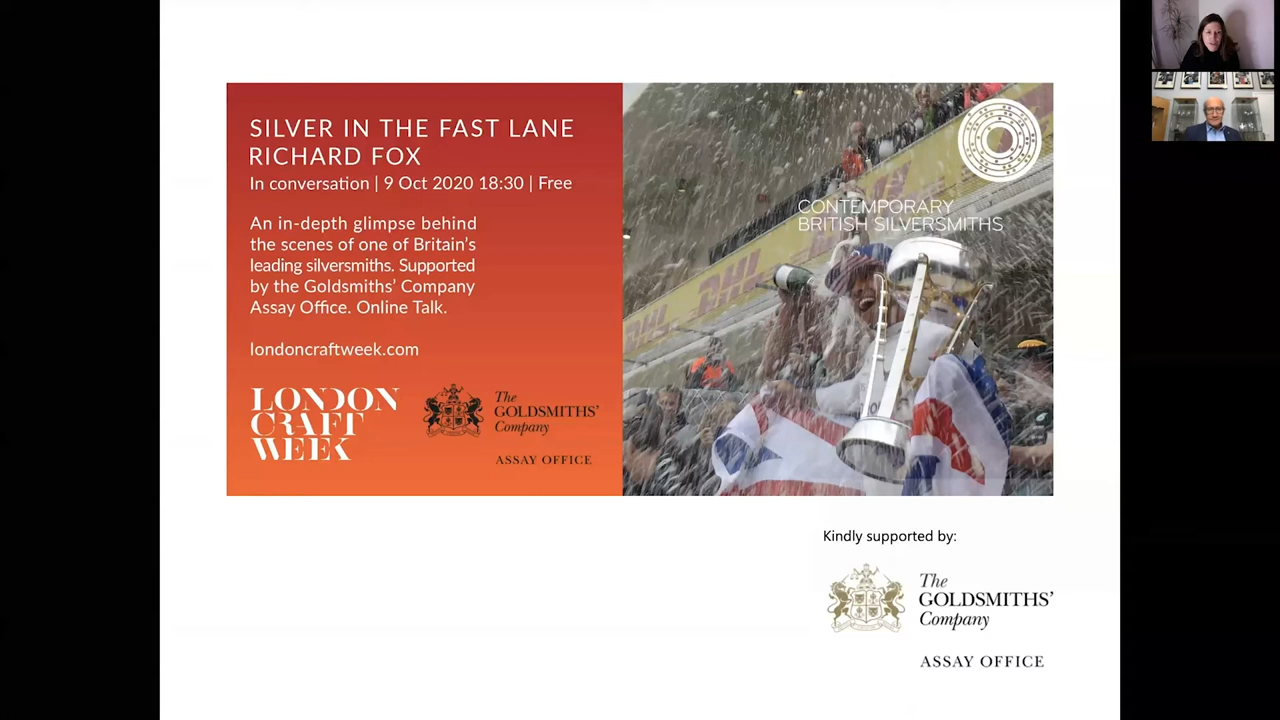 SILVER IN THE FAST LANE
RICHARD FOX
In conversation | 9 Oct 2020 18:30 | Free
An in-depth glimpse behind
the scenes of one of Britain's
leading silversmiths. Supported
by the Goldsmiths' Company
Assay Office. Online Talk.
londoncraftweek.com
LONDON
CRAFT
WEEK
The
GOLDSMITHS'
Company
ASSAY OFFICE
CONTEMPORARY
BRITISH SILVERSMITHS
DHL
DHL
DHL
Kindly supported by:
The
GOLDSMITHS'
Company
ASSAY OFFICE